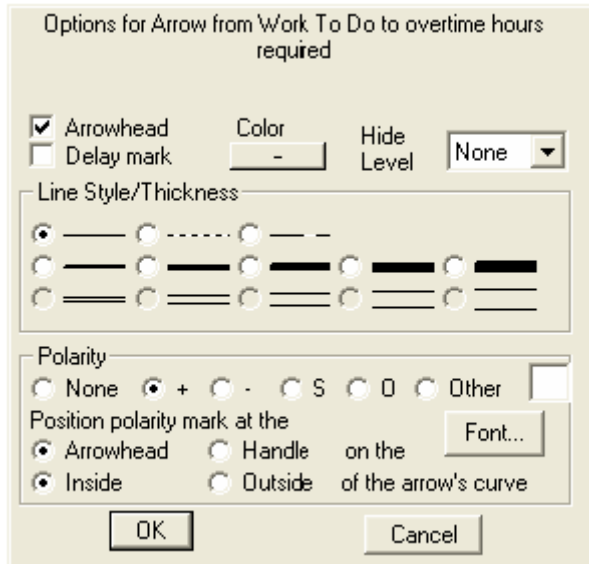 Options for Arrow from Work To Do to overtime hours
required
Arrowhead Color Hide
Delay mark - Level None
Line Style/Thickness
Polarity
None + - S O Other
Position polarity mark at the Font...
Arrowhead Handle on the
Inside Outside of the arrow's curve
OK Cancel